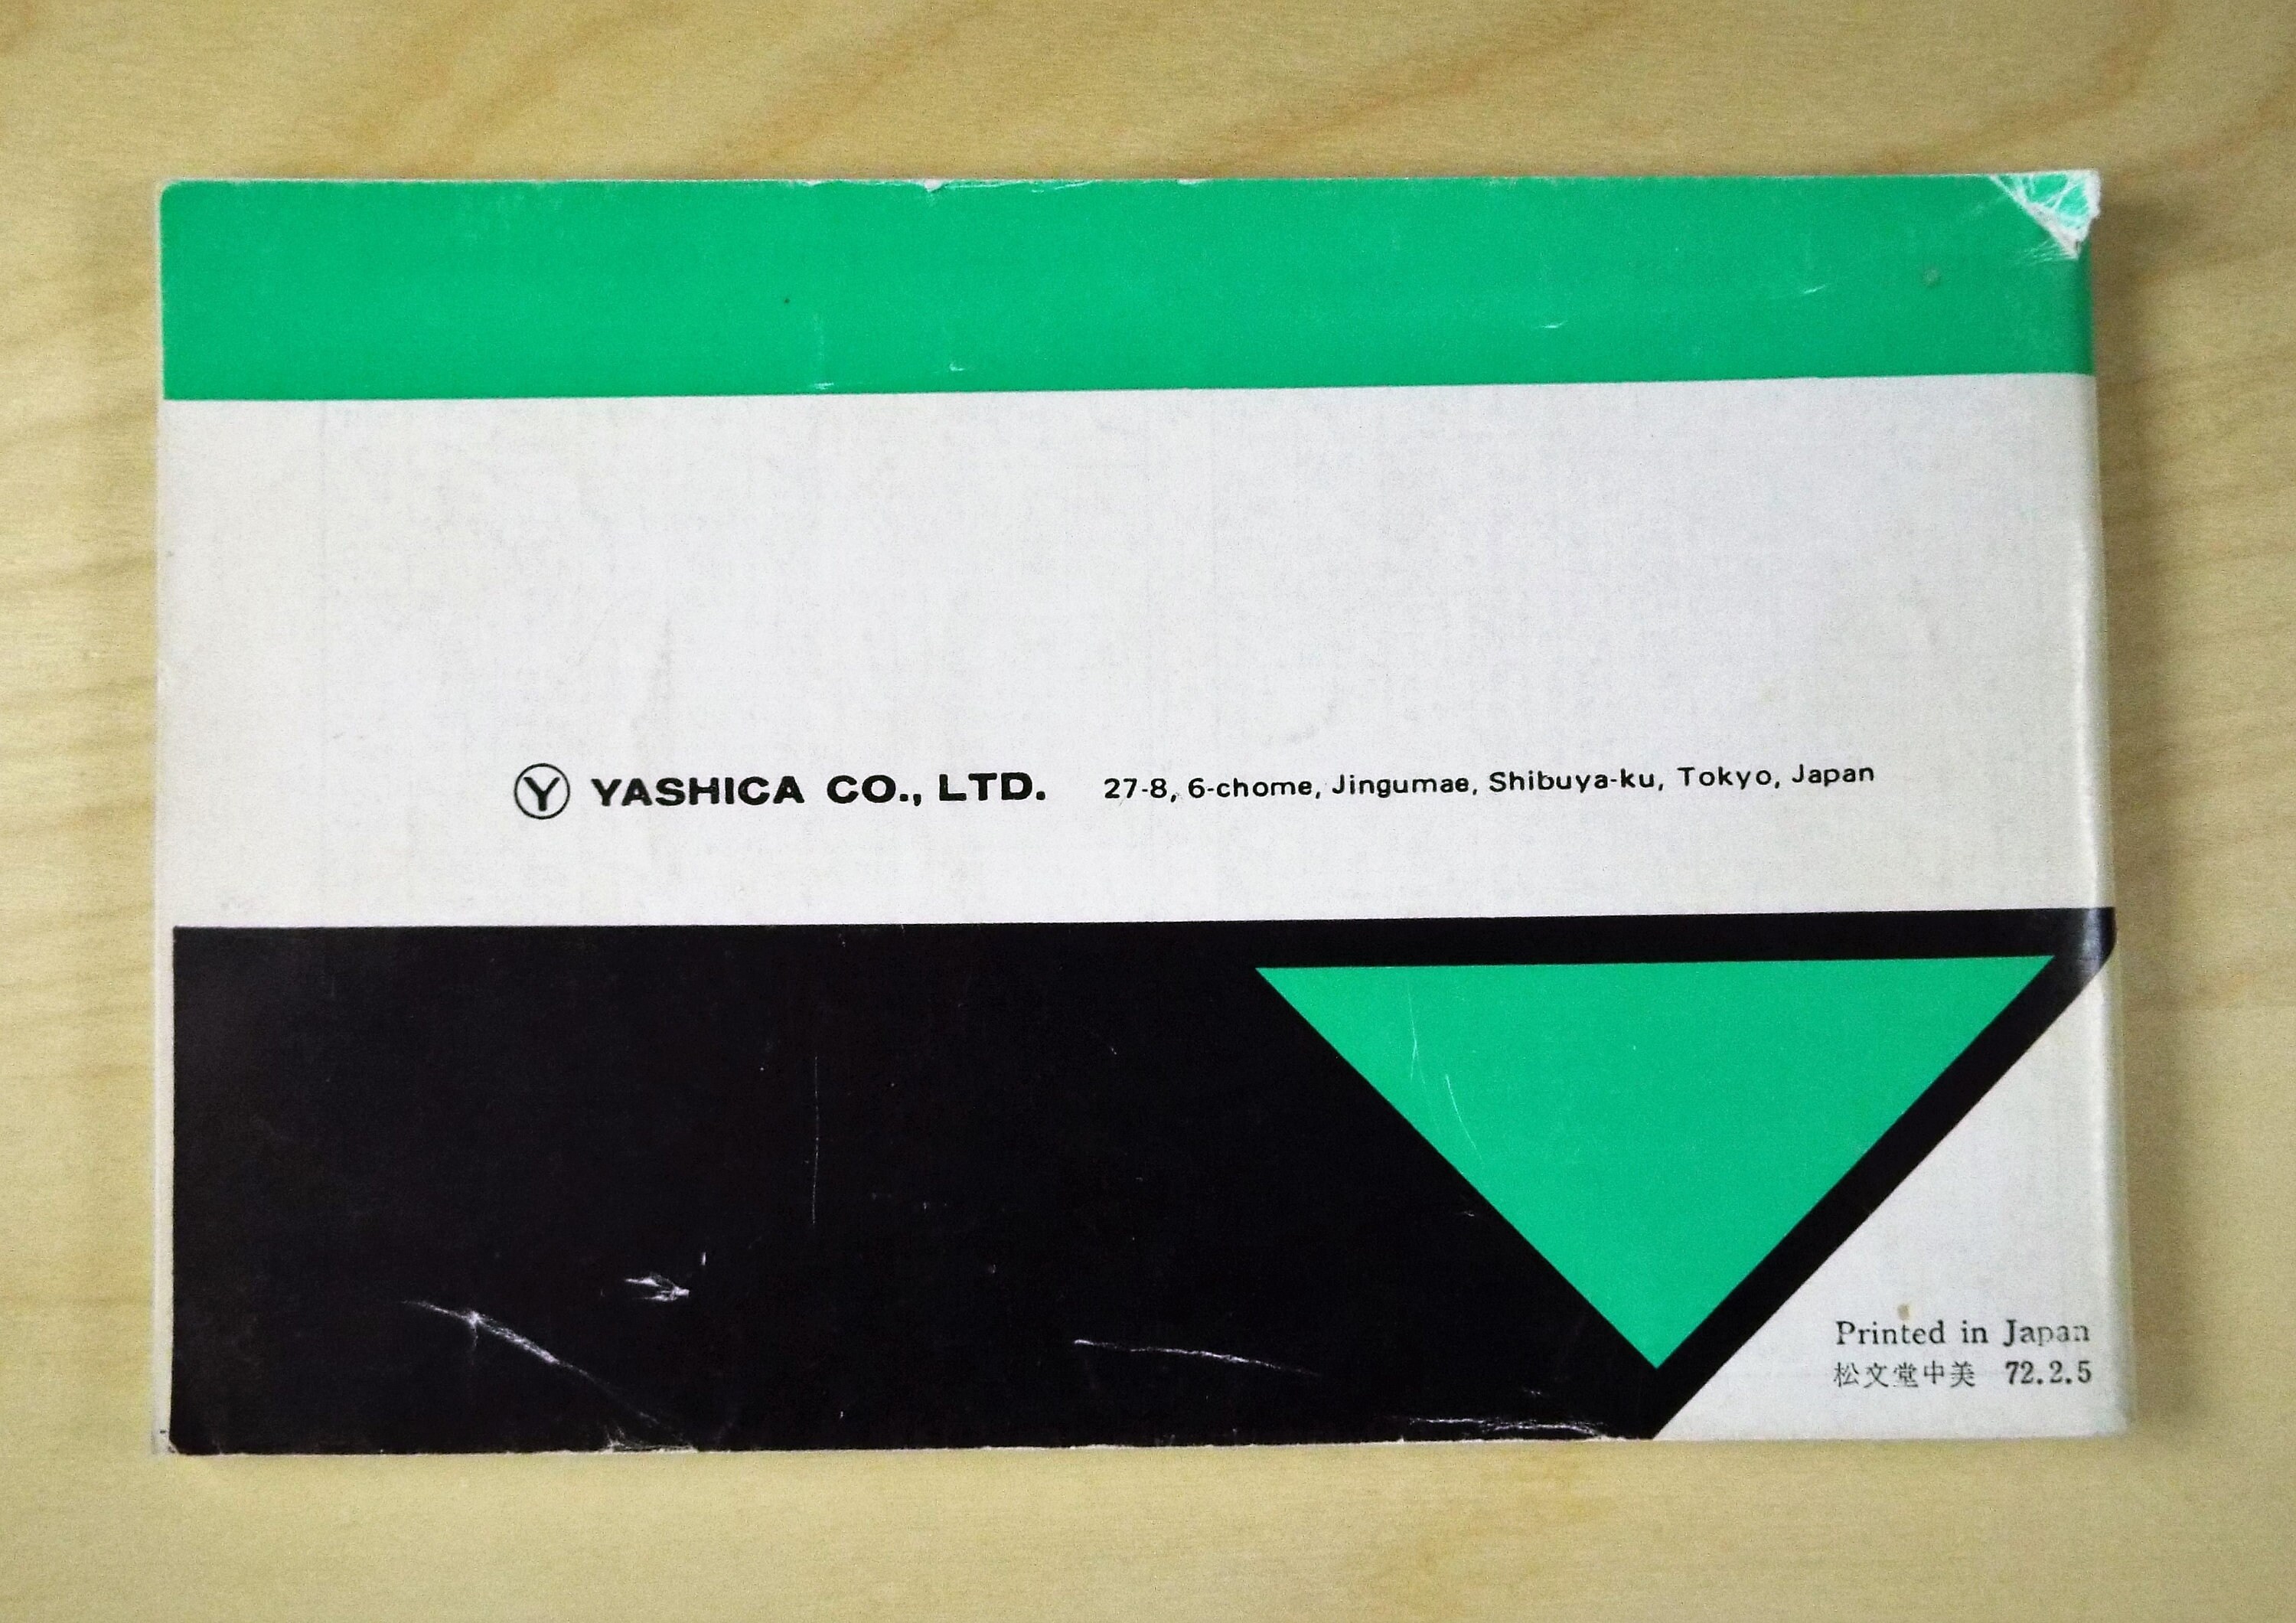 Y YASHICA CO., LTD. 27-8, 6-chome, Jingumae, Shibuya-ku, Tokyo, Japan
Printed in Japan
松文堂中美 72.2.5